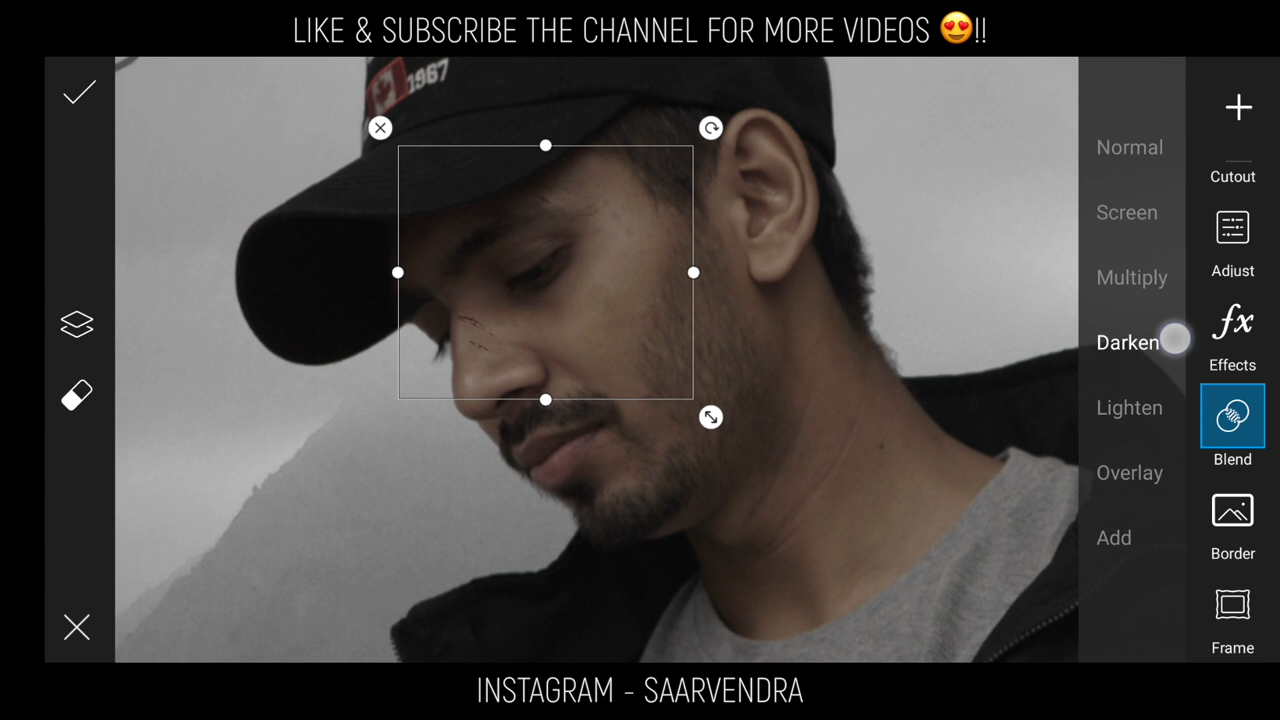 LIKE & SUBSCRIBE THE CHANNEL FOR MORE VIDEOS 😍!!
1967
Normal
Screen
Multiply
Darken
Lighten
Overlay
Add
Cutout
Adjust
fx
Effects
Blend
Border
Frame
INSTAGRAM - SAARVENDRA